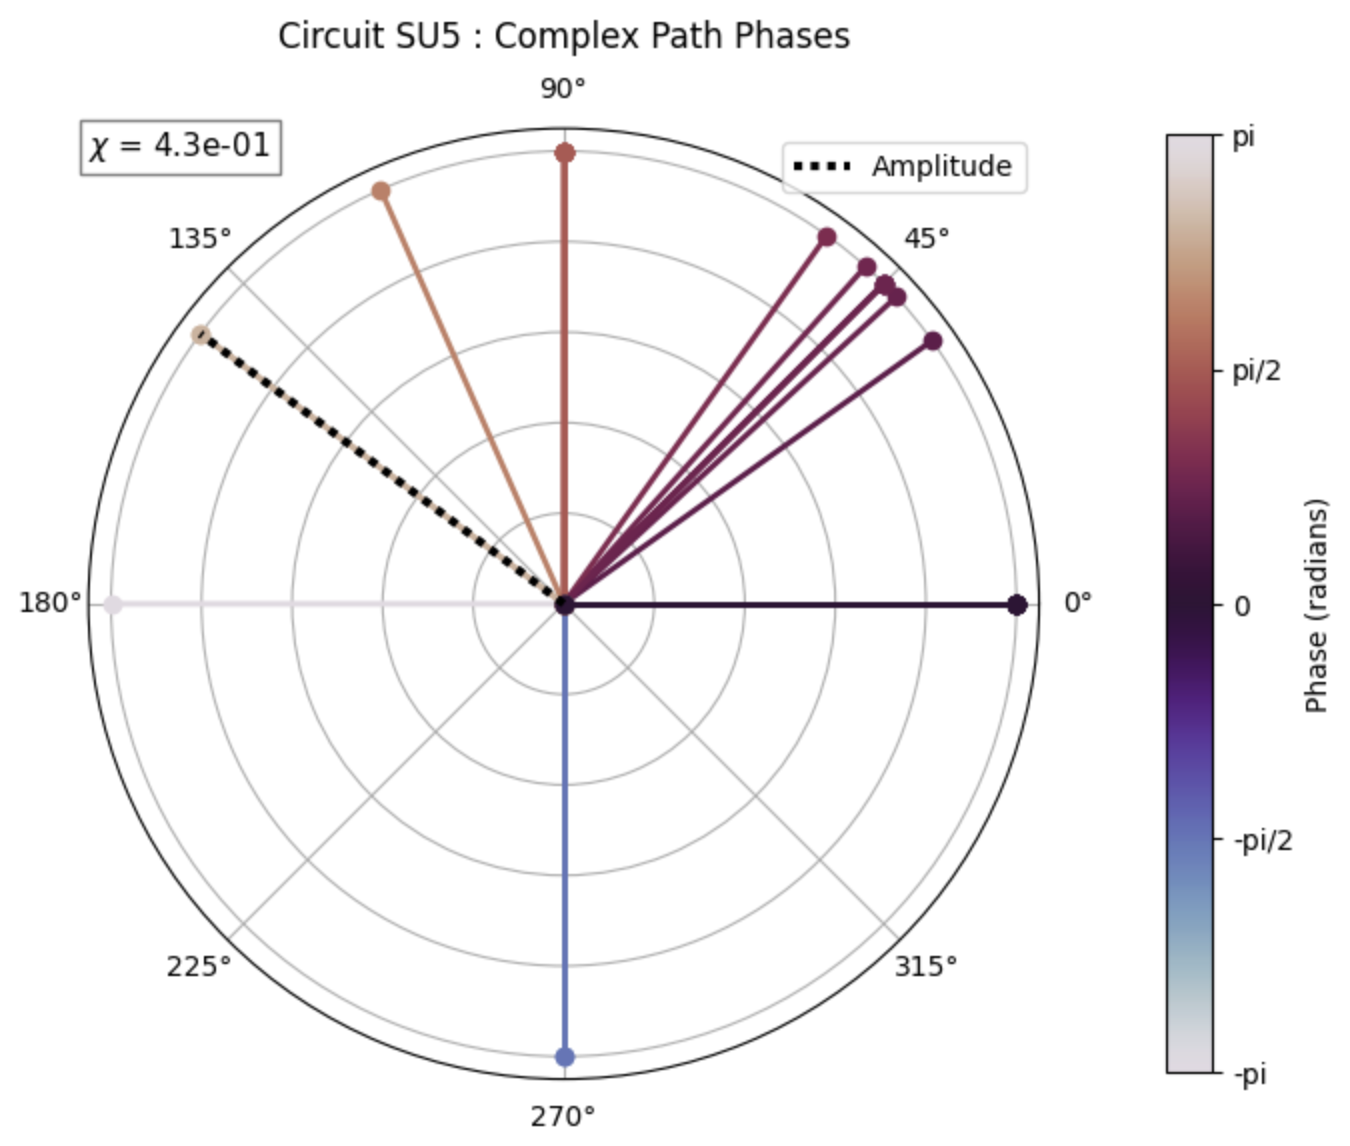 Circuit SU5 : Complex Path Phases
90°
χ = 4.3e-01
Amplitude
pi
135°
45°
pi/2
180°
0°
0
Phase (radians)
-pi/2
225°
315°
-pi
270°